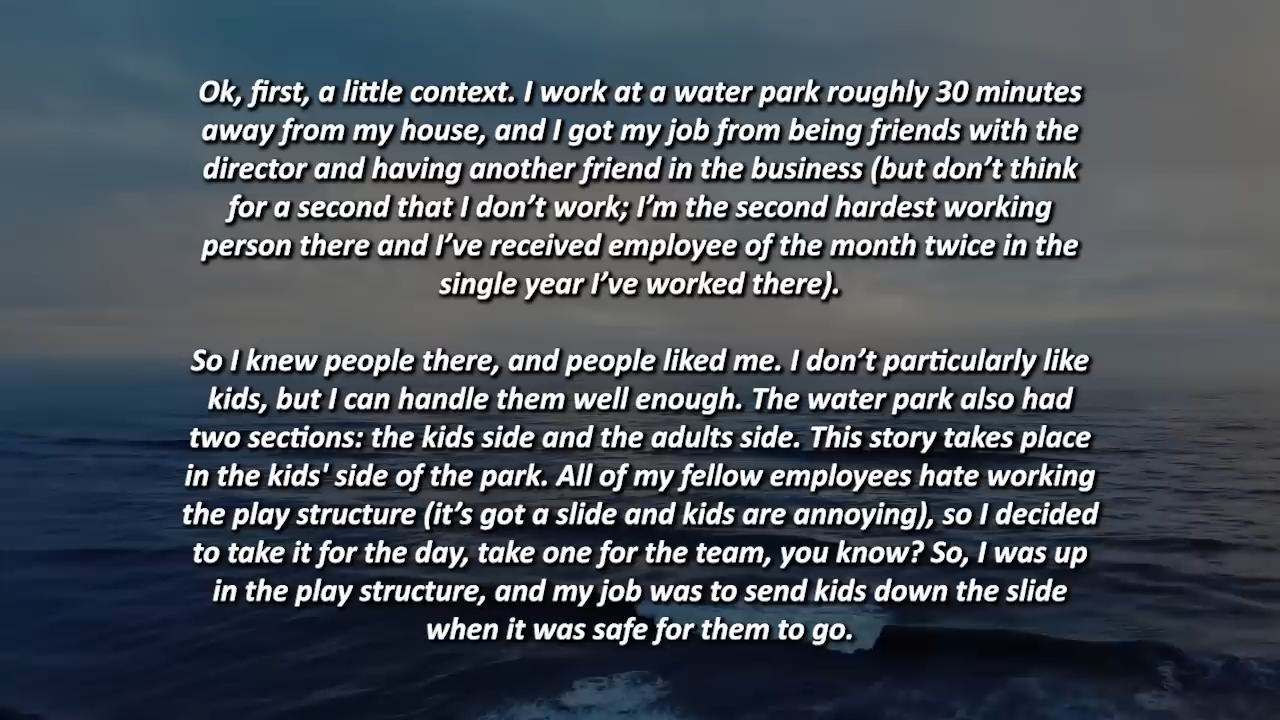 Ok, first, a little context. I work at a water park roughly 30 minutes
away from my house, and I got my job from being friends with the
director and having another friend in the business (but don’t think
for a second that I don’t work; I’m the second hardest working
person there and I’ve received employee of the month twice in the
single year I’ve worked there).
So I knew people there, and people liked me. I don’t particularly like
kids, but I can handle them well enough. The water park also had
two sections: the kids side and the adults side. This story takes place
in the kids' side of the park. All of my fellow employees hate working
the play structure (it’s got a slide and kids are annoying), so I decided
to take it for the day, take one for the team, you know? So, I was up
in the play structure, and my job was to send kids down the slide
when it was safe for them to go.